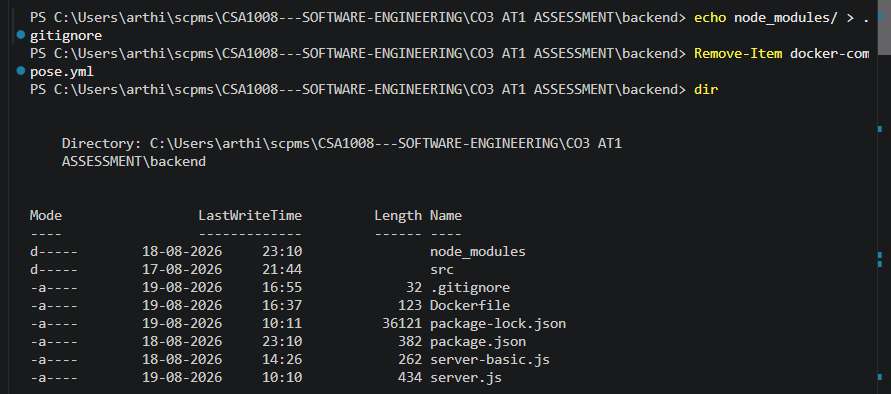 PS C:\Users\arthi\scpms\CSA1008---SOFTWARE-ENGINEERING\CO3 AT1 ASSESSMENT\backend> echo node_modules/ > .
gitignore
PS C:\Users\arthi\scpms\CSA1008---SOFTWARE-ENGINEERING\CO3 AT1 ASSESSMENT\backend> Remove-Item docker-com
pose.yml
PS C:\Users\arthi\scpms\CSA1008---SOFTWARE-ENGINEERING\CO3 AT1 ASSESSMENT\backend> dir
Directory: C:\Users\arthi\scpms\CSA1008---SOFTWARE-ENGINEERING\CO3 AT1
ASSESSMENT\backend
Mode LastWriteTime Length Name
---- ------------- ------ ----
d----- 18-08-2026 23:10 node_modules
d----- 17-08-2026 21:44 src
-a---- 19-08-2026 16:55 32 .gitignore
-a---- 19-08-2026 16:37 123 Dockerfile
-a---- 19-08-2026 10:11 36121 package-lock.json
-a---- 18-08-2026 23:10 382 package.json
-a---- 18-08-2026 14:26 262 server-basic.js
-a---- 19-08-2026 10:10 434 server.js